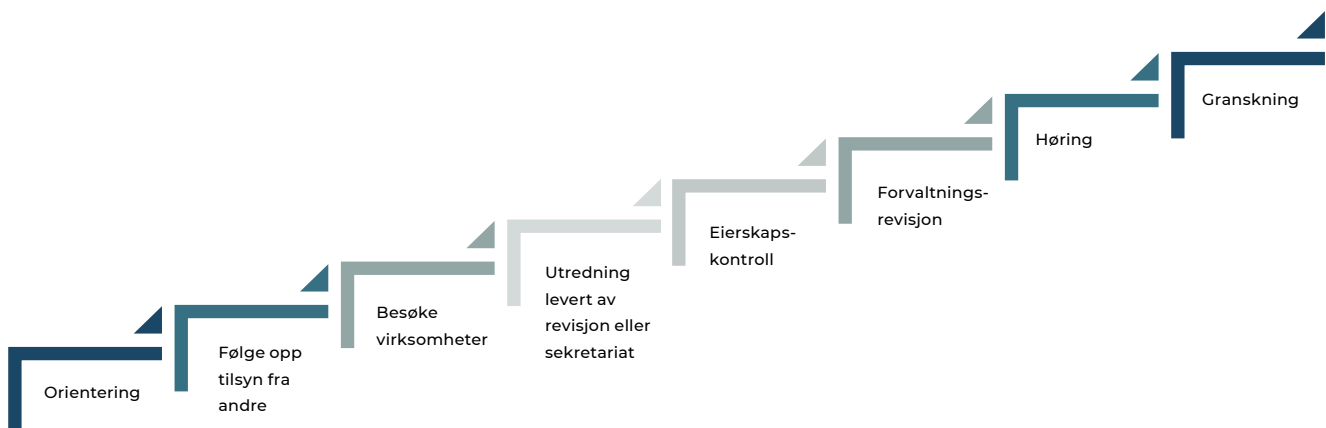 Orientering
Følge opp
tilsyn fra
andre
Besøke
virksomheter
Utredning
levert av
revisjon eller
sekretariat
Eierskaps-
kontroll
Forvaltnings-
revisjon
Høring
Granskning